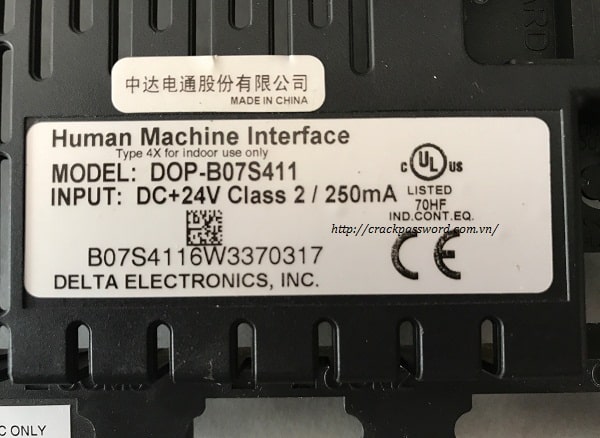 CARD
中达电通股份有限公司
MADE IN CHINA
Human Machine Interface
Type 4X for indoor use only
MODEL: DOP-B07S411
INPUT: DC+24V Class 2 / 250mA
C UL US
LISTED
70HF
IND.CONT.EQ.
http://crackpassword.com.vn/
B07S4116W3370317
CE
DELTA ELECTRONICS, INC.
C ONLY